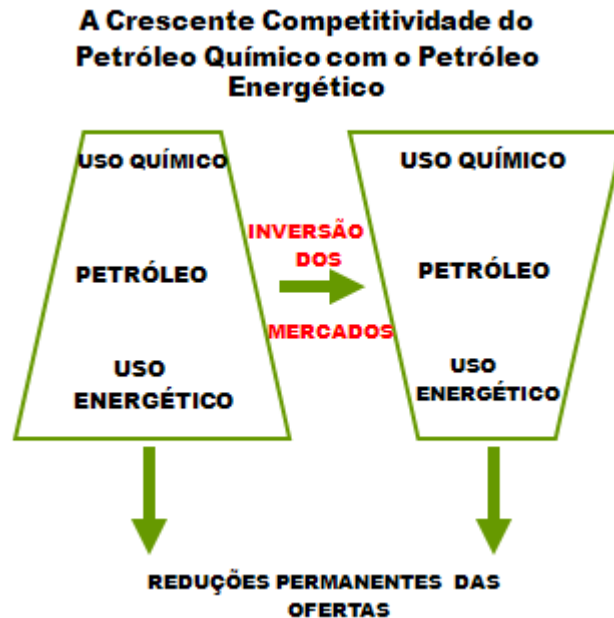 A Crescente Competitividade do
Petróleo Químico com o Petróleo
Energético
USO QUÍMICO
PETRÓLEO
USO
ENERGÉTICO
INVERSÃO
DOS
MERCADOS
USO QUÍMICO
PETRÓLEO
USO
ENERGÉTICO
REDUÇÕES PERMANENTES DAS
OFERTAS